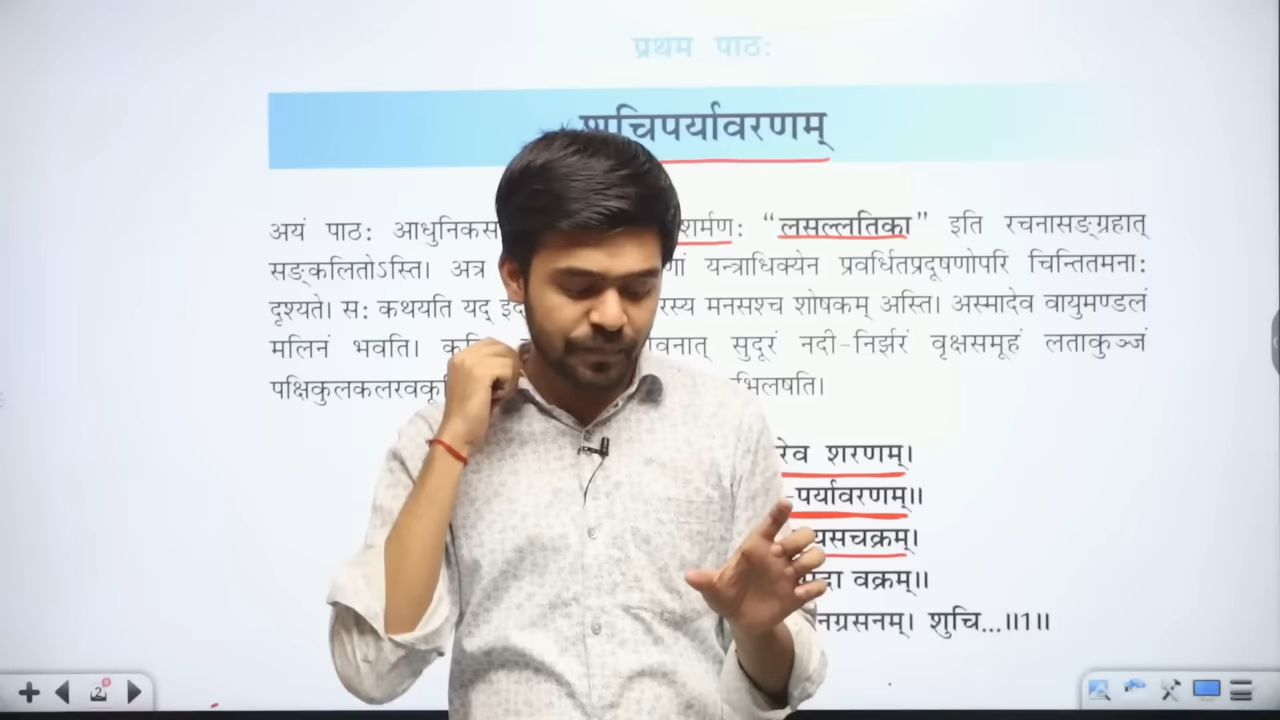 प्रथम पाठः
शुचिपर्यावरणम्
अयं पाठः आधुनिकस शर्मणः “लसल्लतिका” इति रचनासङ्ग्रहात्
सङ्कलितोऽस्ति। अत्र णां यन्त्राधिक्येन प्रवर्धितप्रदूषणोपरि चिन्तितमनाः
दृश्यते। सः कथयति यद् इद रस्य मनसश्च शोषकम् अस्ति। अस्मादेव वायुमण्डलं
मलिनं भवति। वनात् सुदूरं नदी-निर्झरं वृक्षसमूहं लताकुञ्जं
पक्षिकुलकलरवकू भिलषति।
रेव शरणम्।
-पर्यावरणम्॥
यसचक्रम्।
वक्रम्॥
नग्रसनम्। शुचि...॥1॥
2